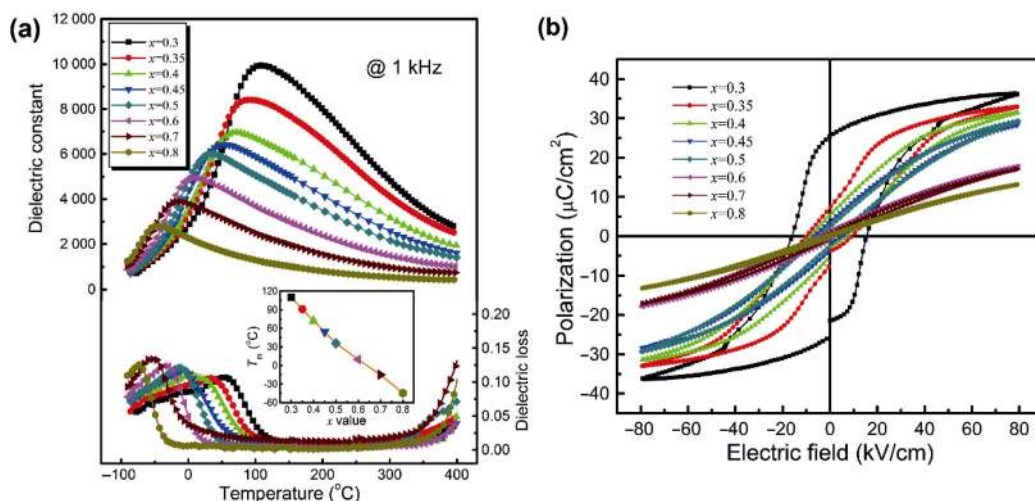 (a)
12 000
10 000
8 000
6 000
4 000
2 000
0
Dielectric constant
x=0.3
x=0.35
x=0.4
x=0.45
x=0.5
x=0.6
x=0.7
x=0.8
@ 1 kHz
120
90
60
30
0
-30
-60
Tm (°C)
0.3 0.4 0.5 0.6 0.7 0.8
x value
0.20
0.15
0.10
0.05
0.00
Dielectric loss
−100 0 100 200 300 400
Temperature (°C)
(b)
40
30
20
10
0
−10
−20
−30
−40
Polarization (μC/cm²)
x=0.3
x=0.35
x=0.4
x=0.45
x=0.5
x=0.6
x=0.7
x=0.8
−80 −60 −40 −20 0 20 40 60 80
Electric field (kV/cm)